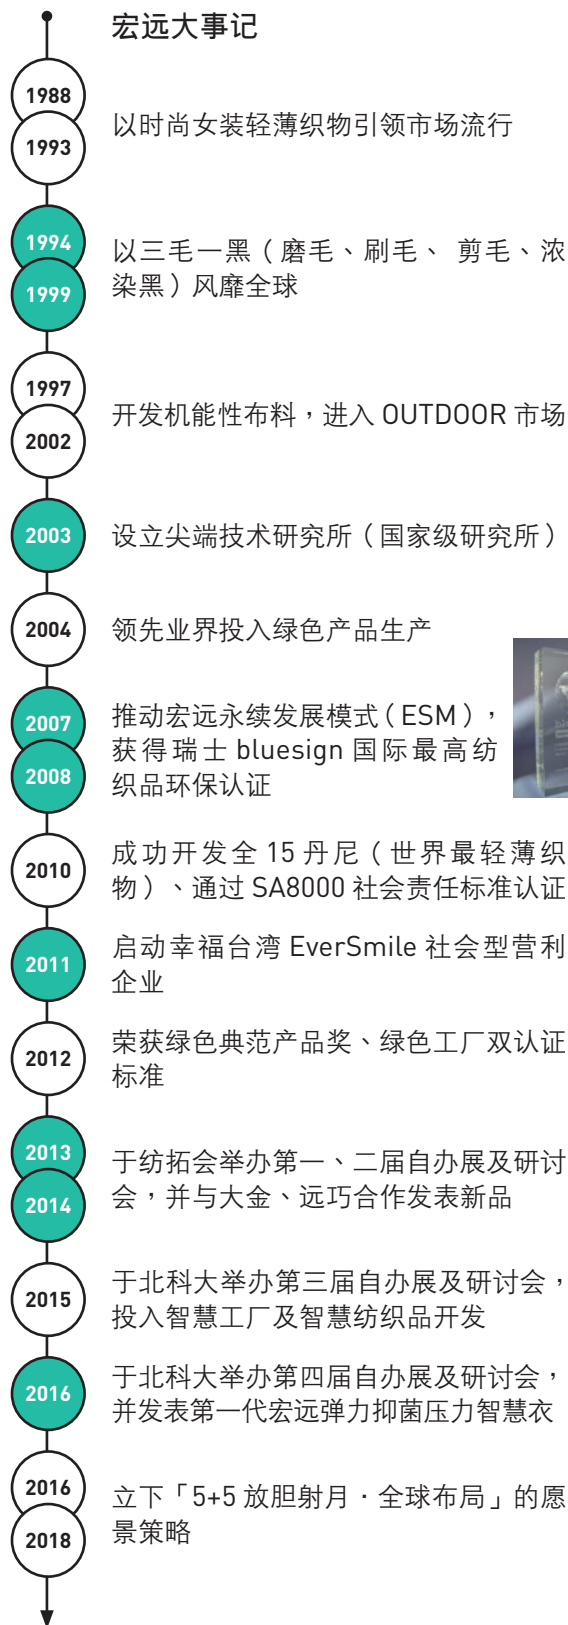 宏远大事记
1988
1993
以时尚女装轻薄织物引领市场流行
1994
1999
以三毛一黑（磨毛、刷毛、 剪毛、浓
染黑）风靡全球
1997
2002
开发机能性布料，进入 OUTDOOR 市场
2003
设立尖端技术研究所（国家级研究所）
2004
领先业界投入绿色产品生产
2007
2008
推动宏远永续发展模式（ESM），
获得瑞士 bluesign 国际最高纺
织品环保认证
2010
成功开发全 15 丹尼（世界最轻薄织
物）、通过 SA8000 社会责任标准认证
2011
启动幸福台湾 EverSmile 社会型营利
企业
2012
荣获绿色典范产品奖、绿色工厂双认证
标准
2013
2014
于纺拓会举办第一、二届自办展及研讨
会，并与大金、远巧合作发表新品
2015
于北科大举办第三届自办展及研讨会，
投入智慧工厂及智慧纺织品开发
2016
于北科大举办第四届自办展及研讨会，
并发表第一代宏远弹力抑菌压力智慧衣
2016
2018
立下「5+5 放胆射月 · 全球布局」的愿
景策略